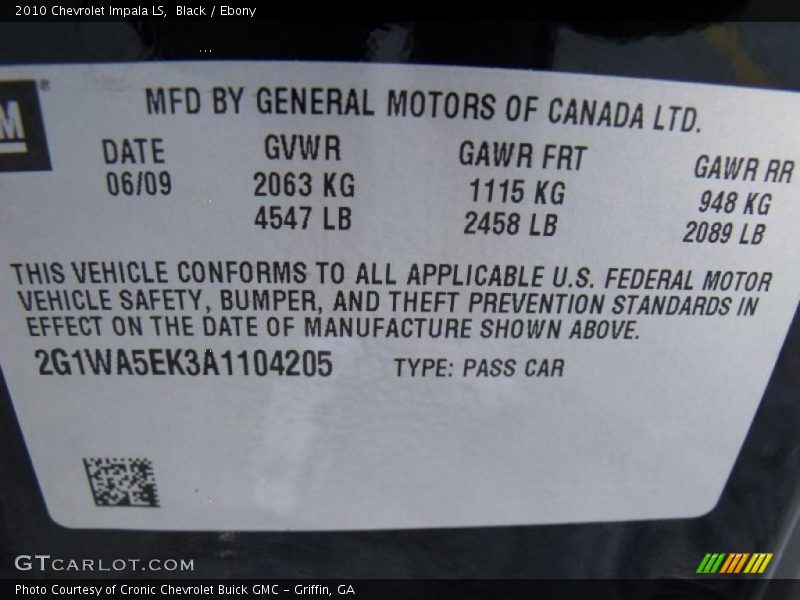 2010 Chevrolet Impala LS, Black / Ebony
M ®
MFD BY GENERAL MOTORS OF CANADA LTD.
DATE GVWR GAWR FRT GAWR RR
06/09 2063 KG 1115 KG 948 KG
4547 LB 2458 LB 2089 LB
THIS VEHICLE CONFORMS TO ALL APPLICABLE U.S. FEDERAL MOTOR
VEHICLE SAFETY, BUMPER, AND THEFT PREVENTION STANDARDS IN
EFFECT ON THE DATE OF MANUFACTURE SHOWN ABOVE.
2G1WA5EK3A1104205 TYPE: PASS CAR
GTCARLOT.COM
Photo Courtesy of Cronic Chevrolet Buick GMC - Griffin, GA